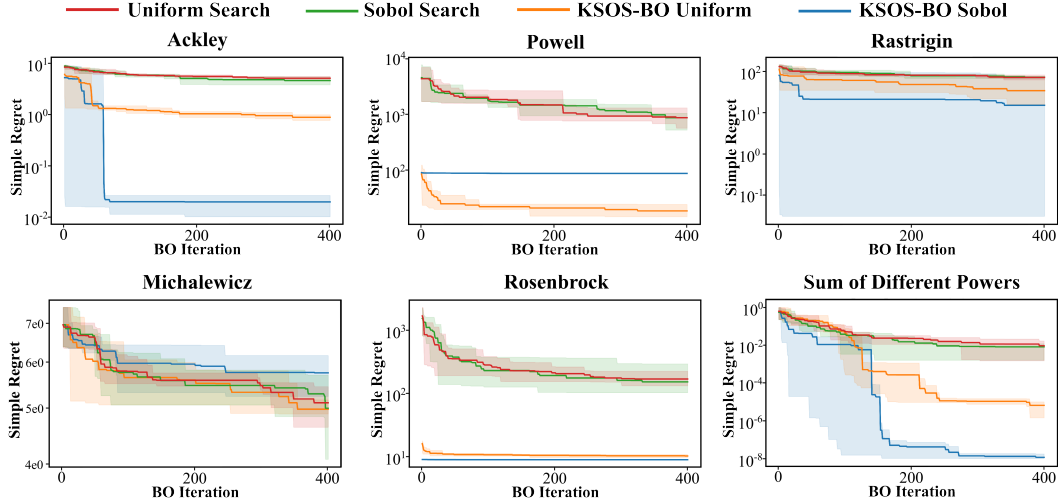 Uniform Search Sobol Search KSOS-BO Uniform KSOS-BO Sobol
Ackley Powell Rastrigin
Simple Regret Simple Regret Simple Regret
10^1 10^4 10^2
10^0 10^3 10^1
10^-1 10^2 10^0
10^-2 10^-1
0 200 400 0 200 400 0 200 400
BO Iteration BO Iteration BO Iteration
Michalewicz Rosenbrock Sum of Different Powers
Simple Regret Simple Regret Simple Regret
7e0 10^3 10^0
6e0 10^2 10^-2
5e0 10^1 10^-4
4e0 10^-6
10^-8
0 200 400 0 200 400 0 200 400
BO Iteration BO Iteration BO Iteration